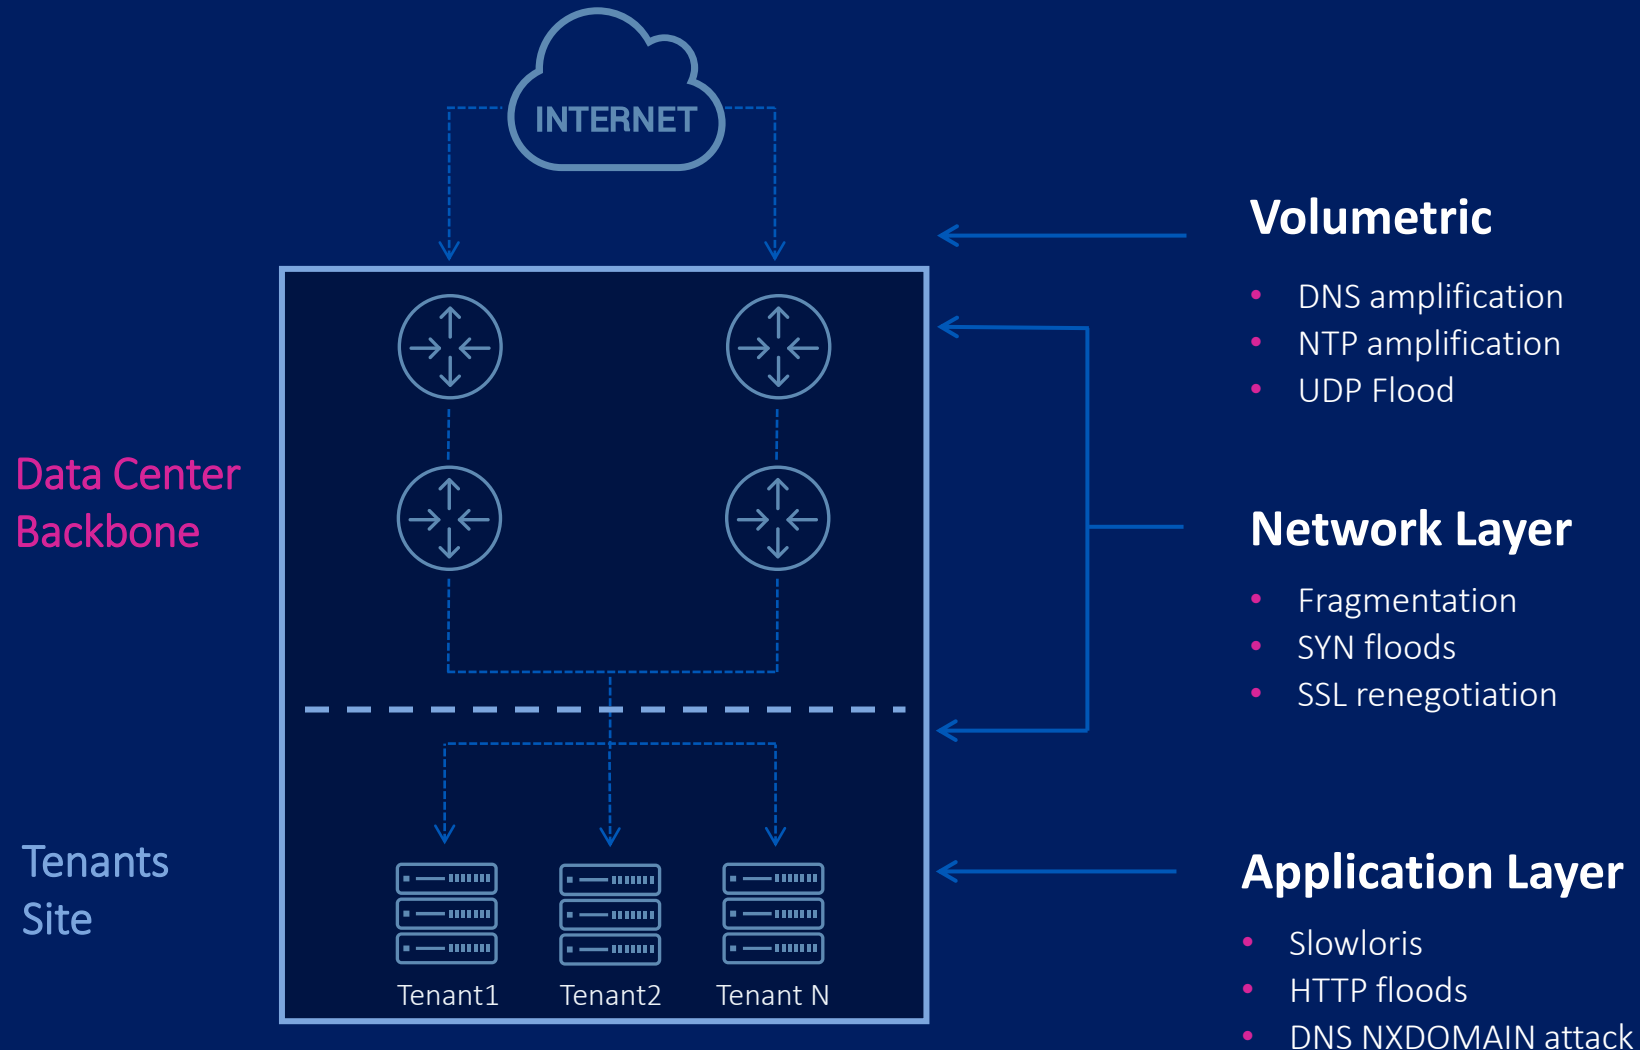 INTERNET
Volumetric
• DNS amplification
• NTP amplification
• UDP Flood
Data Center
Backbone
Network Layer
• Fragmentation
• SYN floods
• SSL renegotiation
Tenants
Site
Tenant1
Tenant2
Tenant N
Application Layer
• Slowloris
• HTTP floods
• DNS NXDOMAIN attack